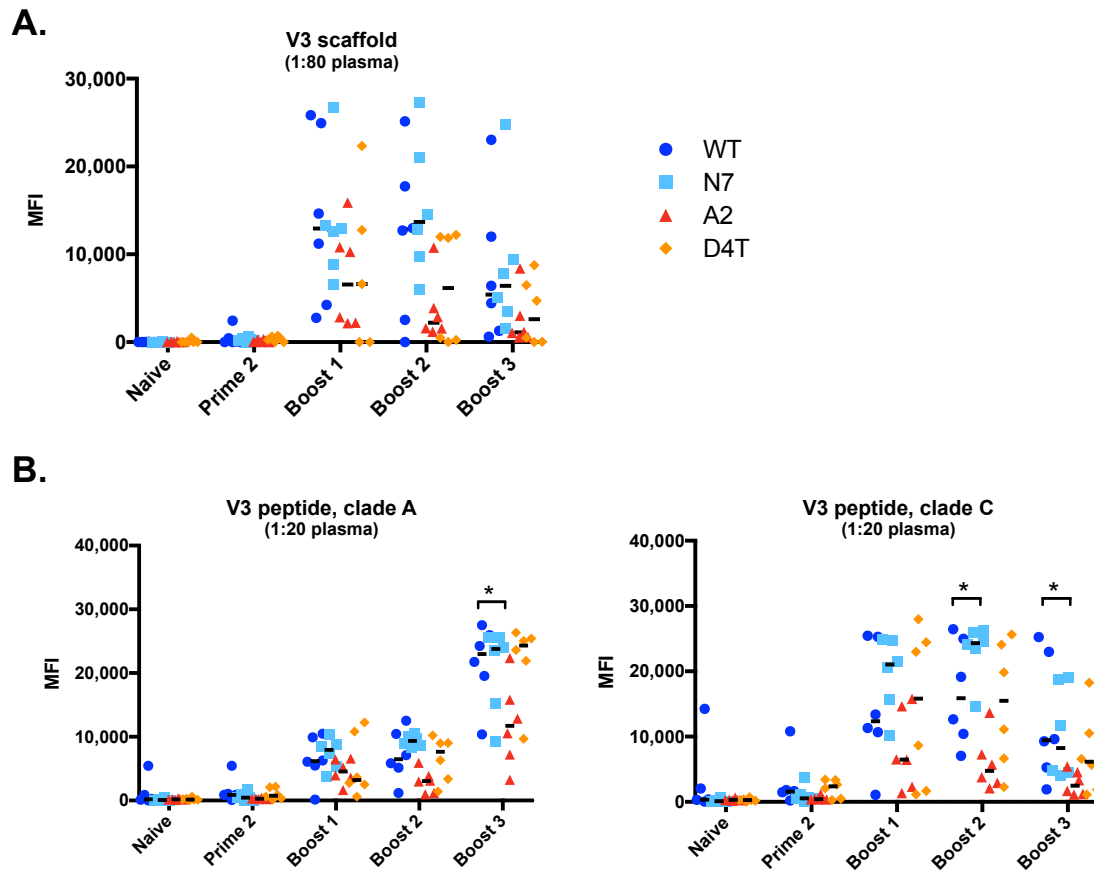 A.
V3 scaffold
(1:80 plasma)
MFI
30,000
20,000
10,000
0
Naive
Prime 2
Boost 1
Boost 2
Boost 3
WT
N7
A2
D4T
B.
V3 peptide, clade A
(1:20 plasma)
MFI
40,000
30,000
20,000
10,000
0
*
Naive
Prime 2
Boost 1
Boost 2
Boost 3
V3 peptide, clade C
(1:20 plasma)
MFI
40,000
30,000
20,000
10,000
0
*
*
Naive
Prime 2
Boost 1
Boost 2
Boost 3